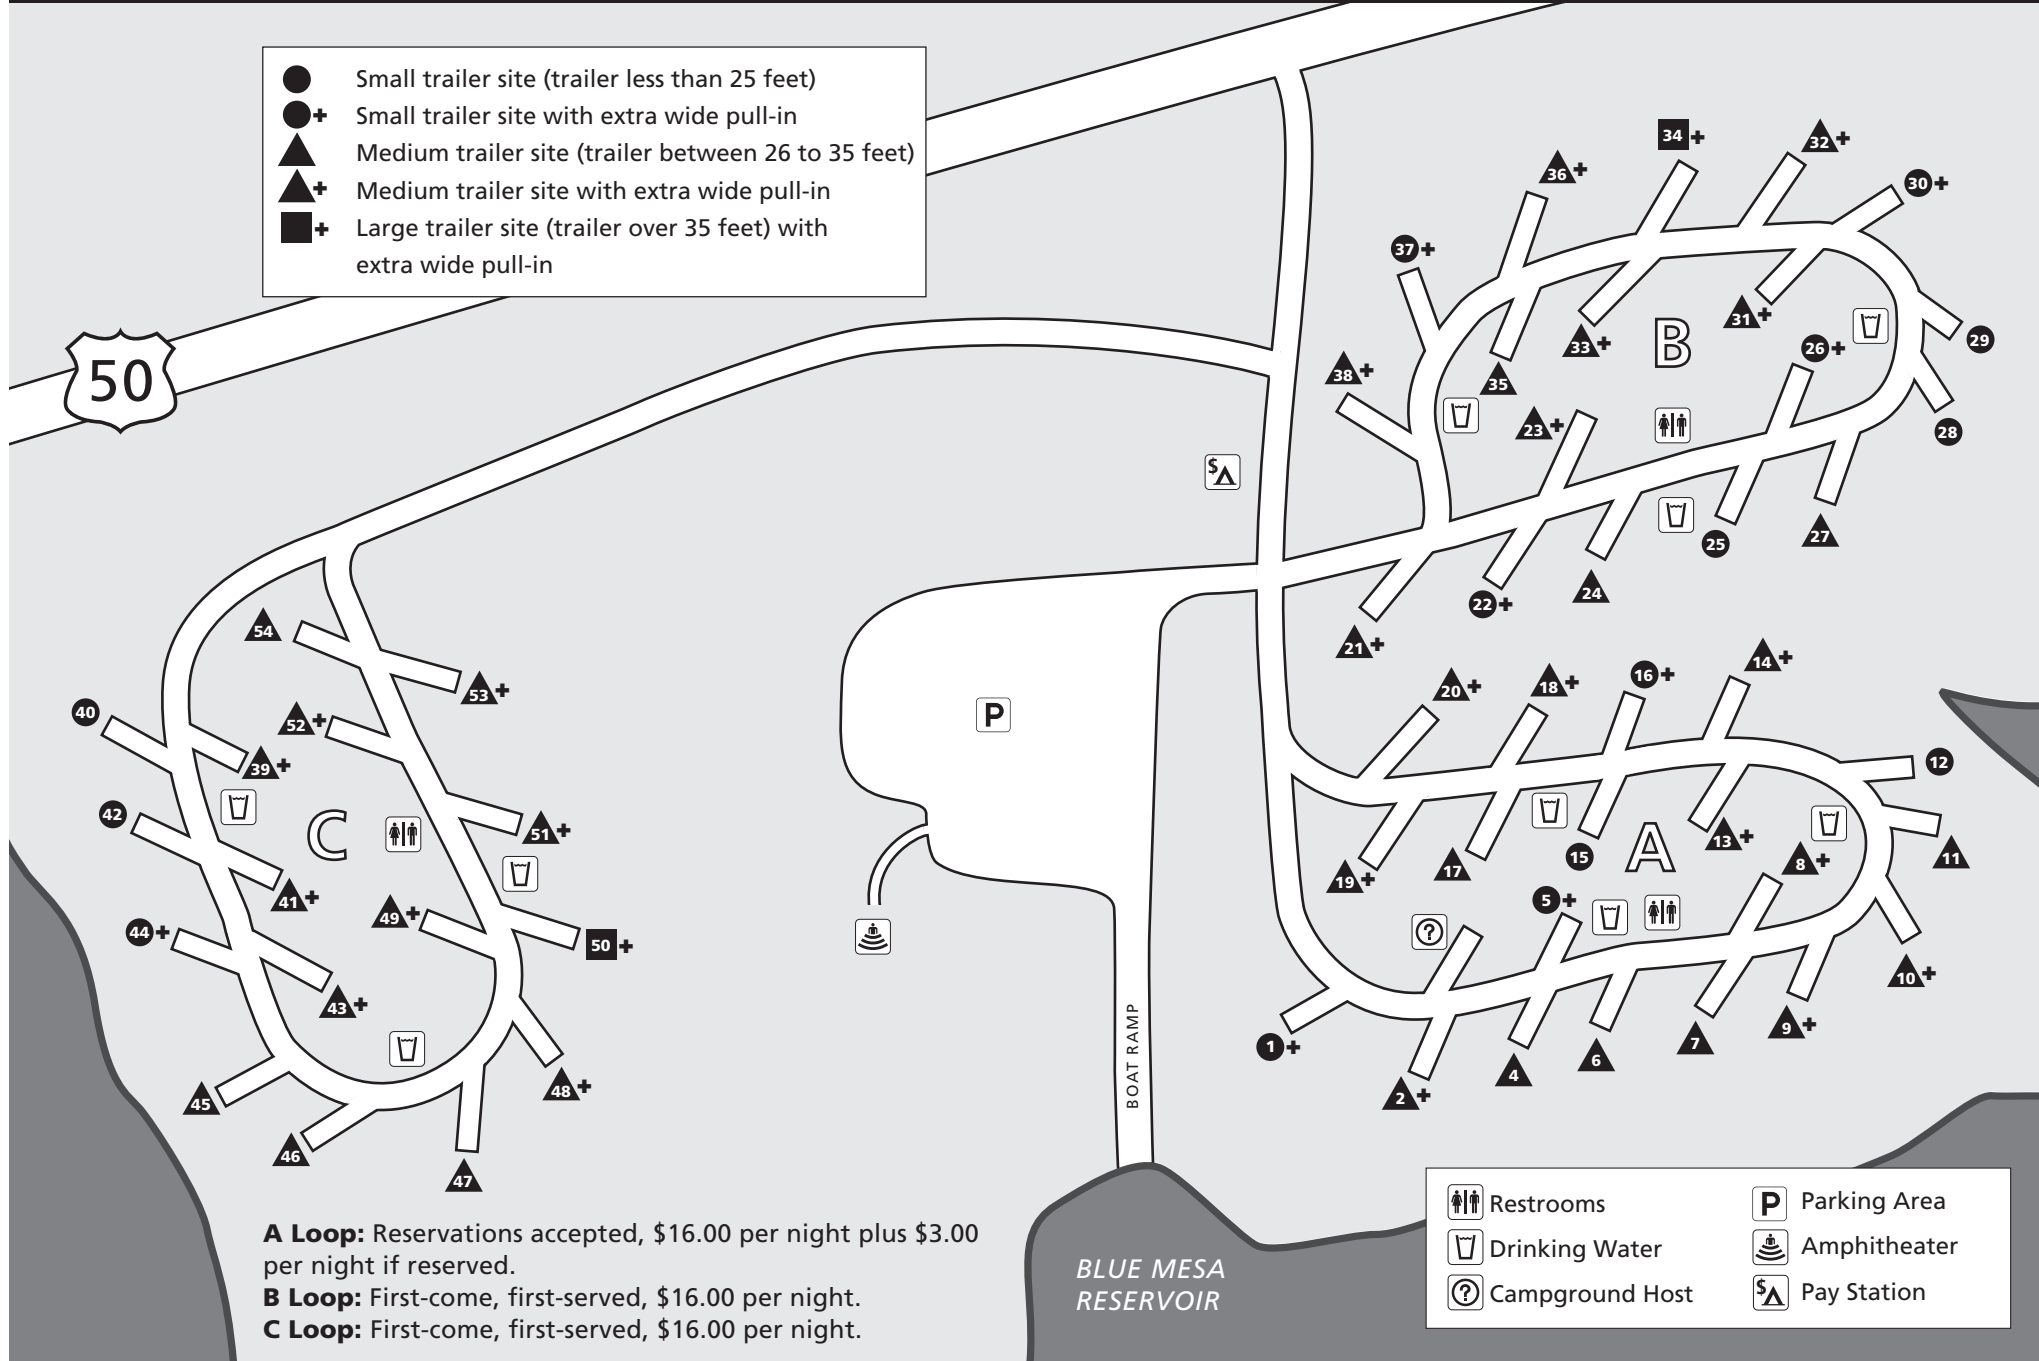 Small trailer site (trailer less than 25 feet)
+ Small trailer site with extra wide pull-in
Medium trailer site (trailer between 26 to 35 feet)
+ Medium trailer site with extra wide pull-in
+ Large trailer site (trailer over 35 feet) with
extra wide pull-in
50
34+
32+
36+
30+
37+
31+
29
33+
B
26+
38+
35
23+
28
$
27
25
24
22+
21+
54
53+
52+
40
39+
42
C
51+
41+
49+
44+
50+
43+
48+
45
46
47
P
14+
16+
18+
20+
12
13+
A
8+
11
15
17
19+
5+
?
10+
9+
7
6
4
1+
2+
BOAT RAMP
A Loop: Reservations accepted, $16.00 per night plus $3.00
per night if reserved.
B Loop: First-come, first-served, $16.00 per night.
C Loop: First-come, first-served, $16.00 per night.
BLUE MESA
RESERVOIR
Restrooms
P Parking Area
Drinking Water
Amphitheater
? Campground Host
$ Pay Station